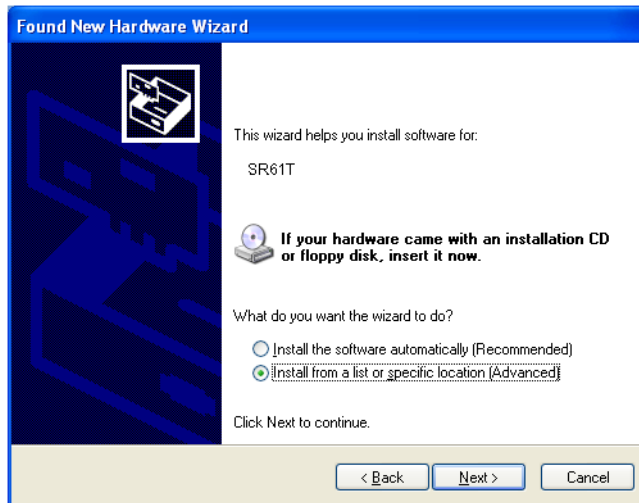 Found New Hardware Wizard
This wizard helps you install software for:
SR61T
If your hardware came with an installation CD
or floppy disk, insert it now.
What do you want the wizard to do?
Install the software automatically (Recommended)
Install from a list or specific location (Advanced)
Click Next to continue.
< Back Next > Cancel